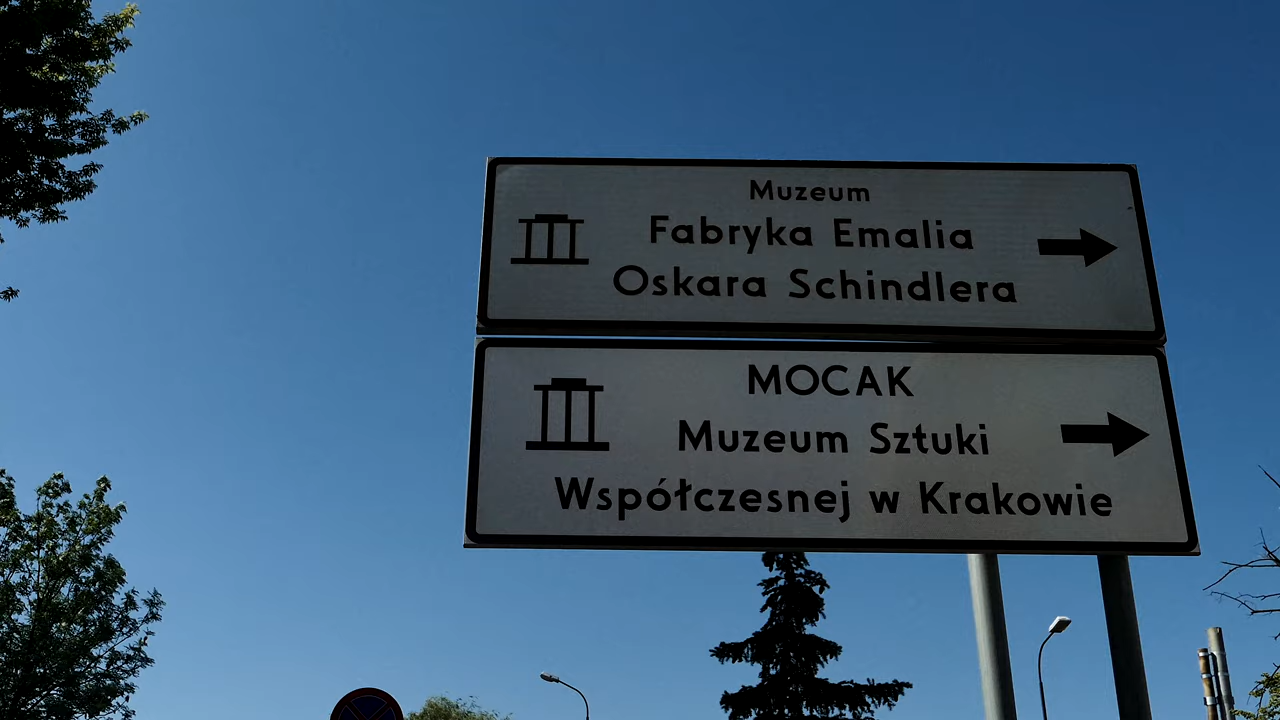 Muzeum
Fabryka Emalia
Oskara Schindlera
MOCAK
Muzeum Sztuki
Współczesnej w Krakowie